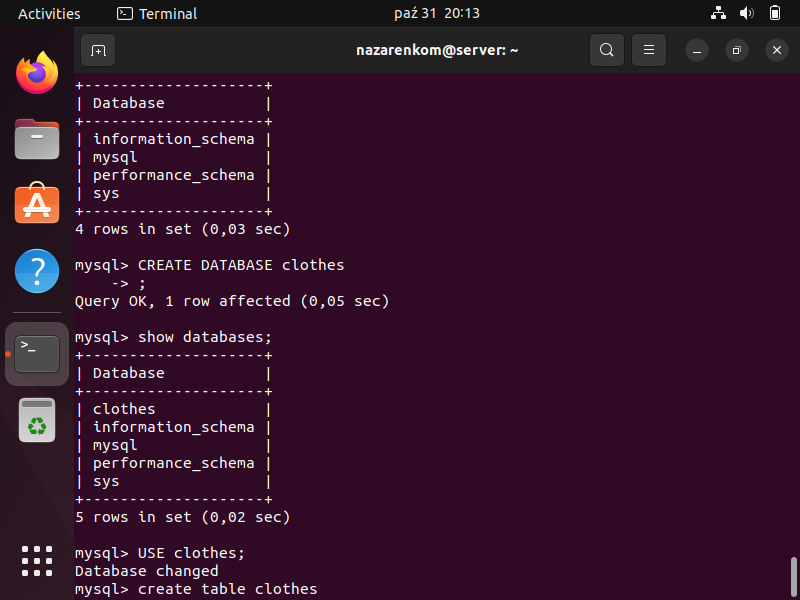 Activities Terminal paź 31 20:13
nazarenkom@server: ~
+--------------------+
| Database           |
+--------------------+
| information_schema |
| mysql              |
| performance_schema |
| sys                |
+--------------------+
4 rows in set (0,03 sec)
mysql> CREATE DATABASE clothes
    -> ;
Query OK, 1 row affected (0,05 sec)
mysql> show databases;
+--------------------+
| Database           |
+--------------------+
| clothes            |
| information_schema |
| mysql              |
| performance_schema |
| sys                |
+--------------------+
5 rows in set (0,02 sec)
mysql> USE clothes;
Database changed
mysql> create table clothes